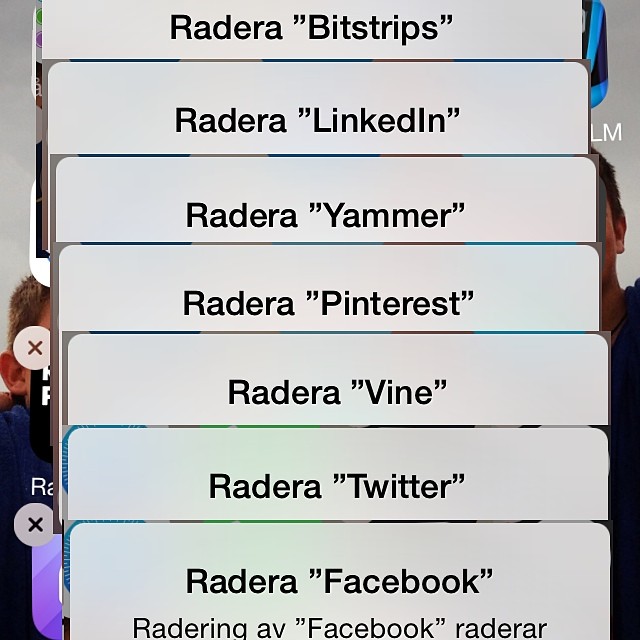 Radera ”Bitstrips”
LM
Radera ”LinkedIn”
Radera ”Yammer”
Radera ”Pinterest”
Radera ”Vine”
Radera ”Twitter”
Radera ”Facebook”
Radering av ”Facebook” raderar